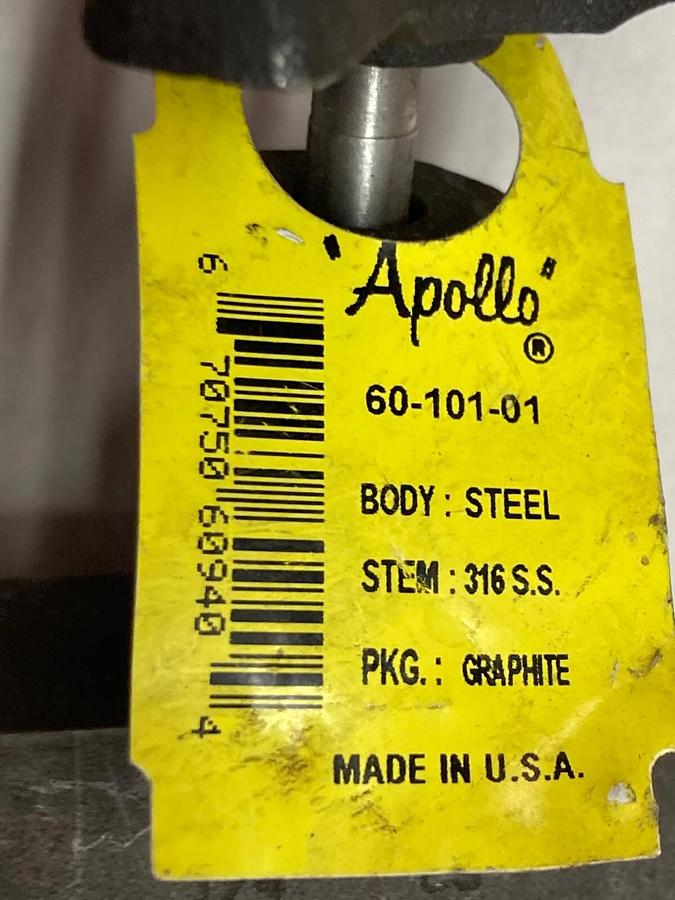 "Apollo"
®
60-101-01
BODY: STEEL
STEM: 316 S.S.
PKG.: GRAPHITE
MADE IN U.S.A.
6 70750 60940 4